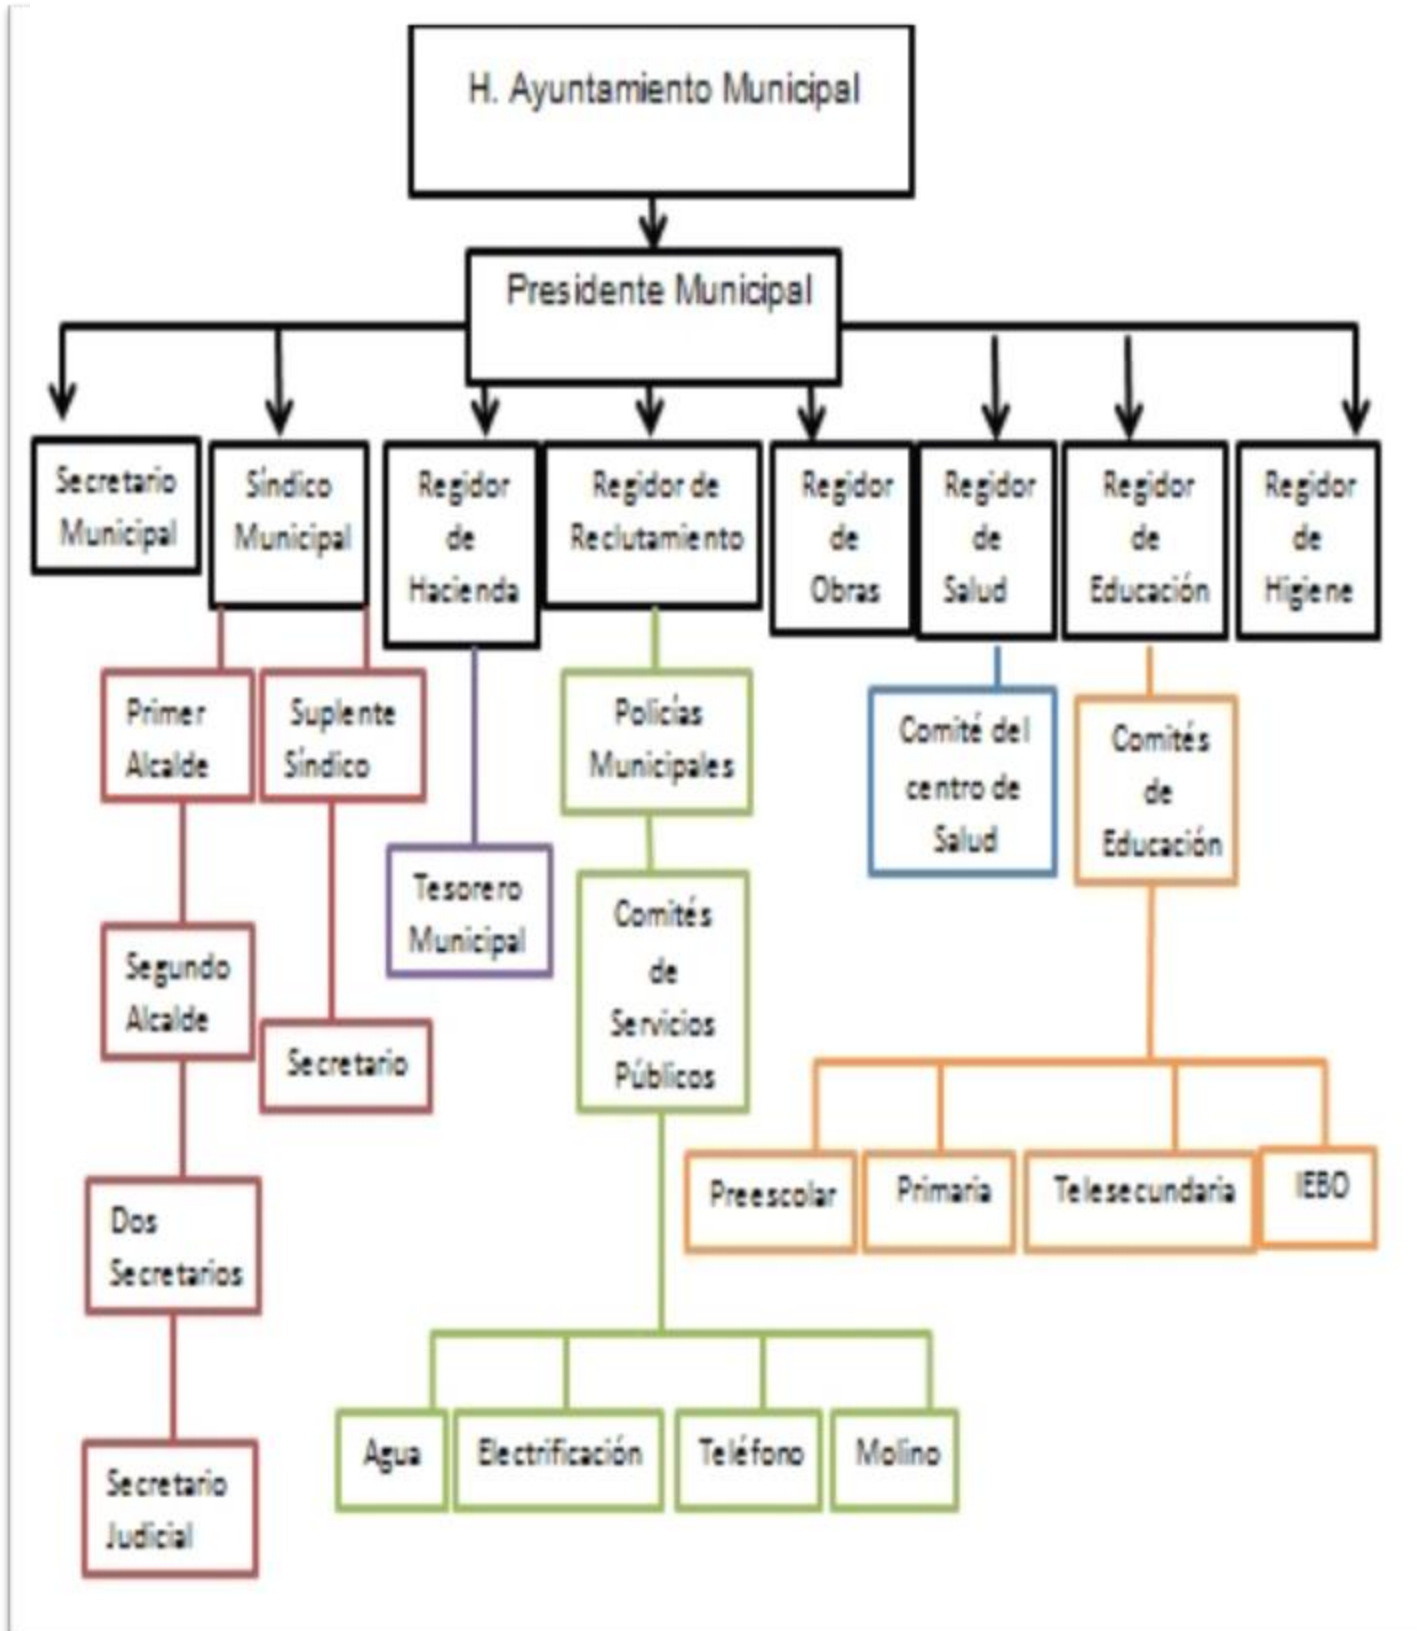 H. Ayuntamiento Municipal
Presidente Municipal
Secretario
Municipal
Síndico
Municipal
Regidor
de
Hacienda
Regidor de
Reclutamiento
Regidor
de
Obras
Regidor
de
Salud
Regidor
de
Educación
Regidor
de
Higiene
Primer
Alcalde
Suplente
Síndico
Policías
Municipales
Comité del
centro de
Salud
Comités
de
Educación
Tesorero
Municipal
Comités
de
Servicios
Públicos
Segundo
Alcalde
Secretario
Preescolar
Primaria
Telesecundaria
IEBO
Dos
Secretarios
Agua
Electrificación
Teléfono
Molino
Secretario
Judicial